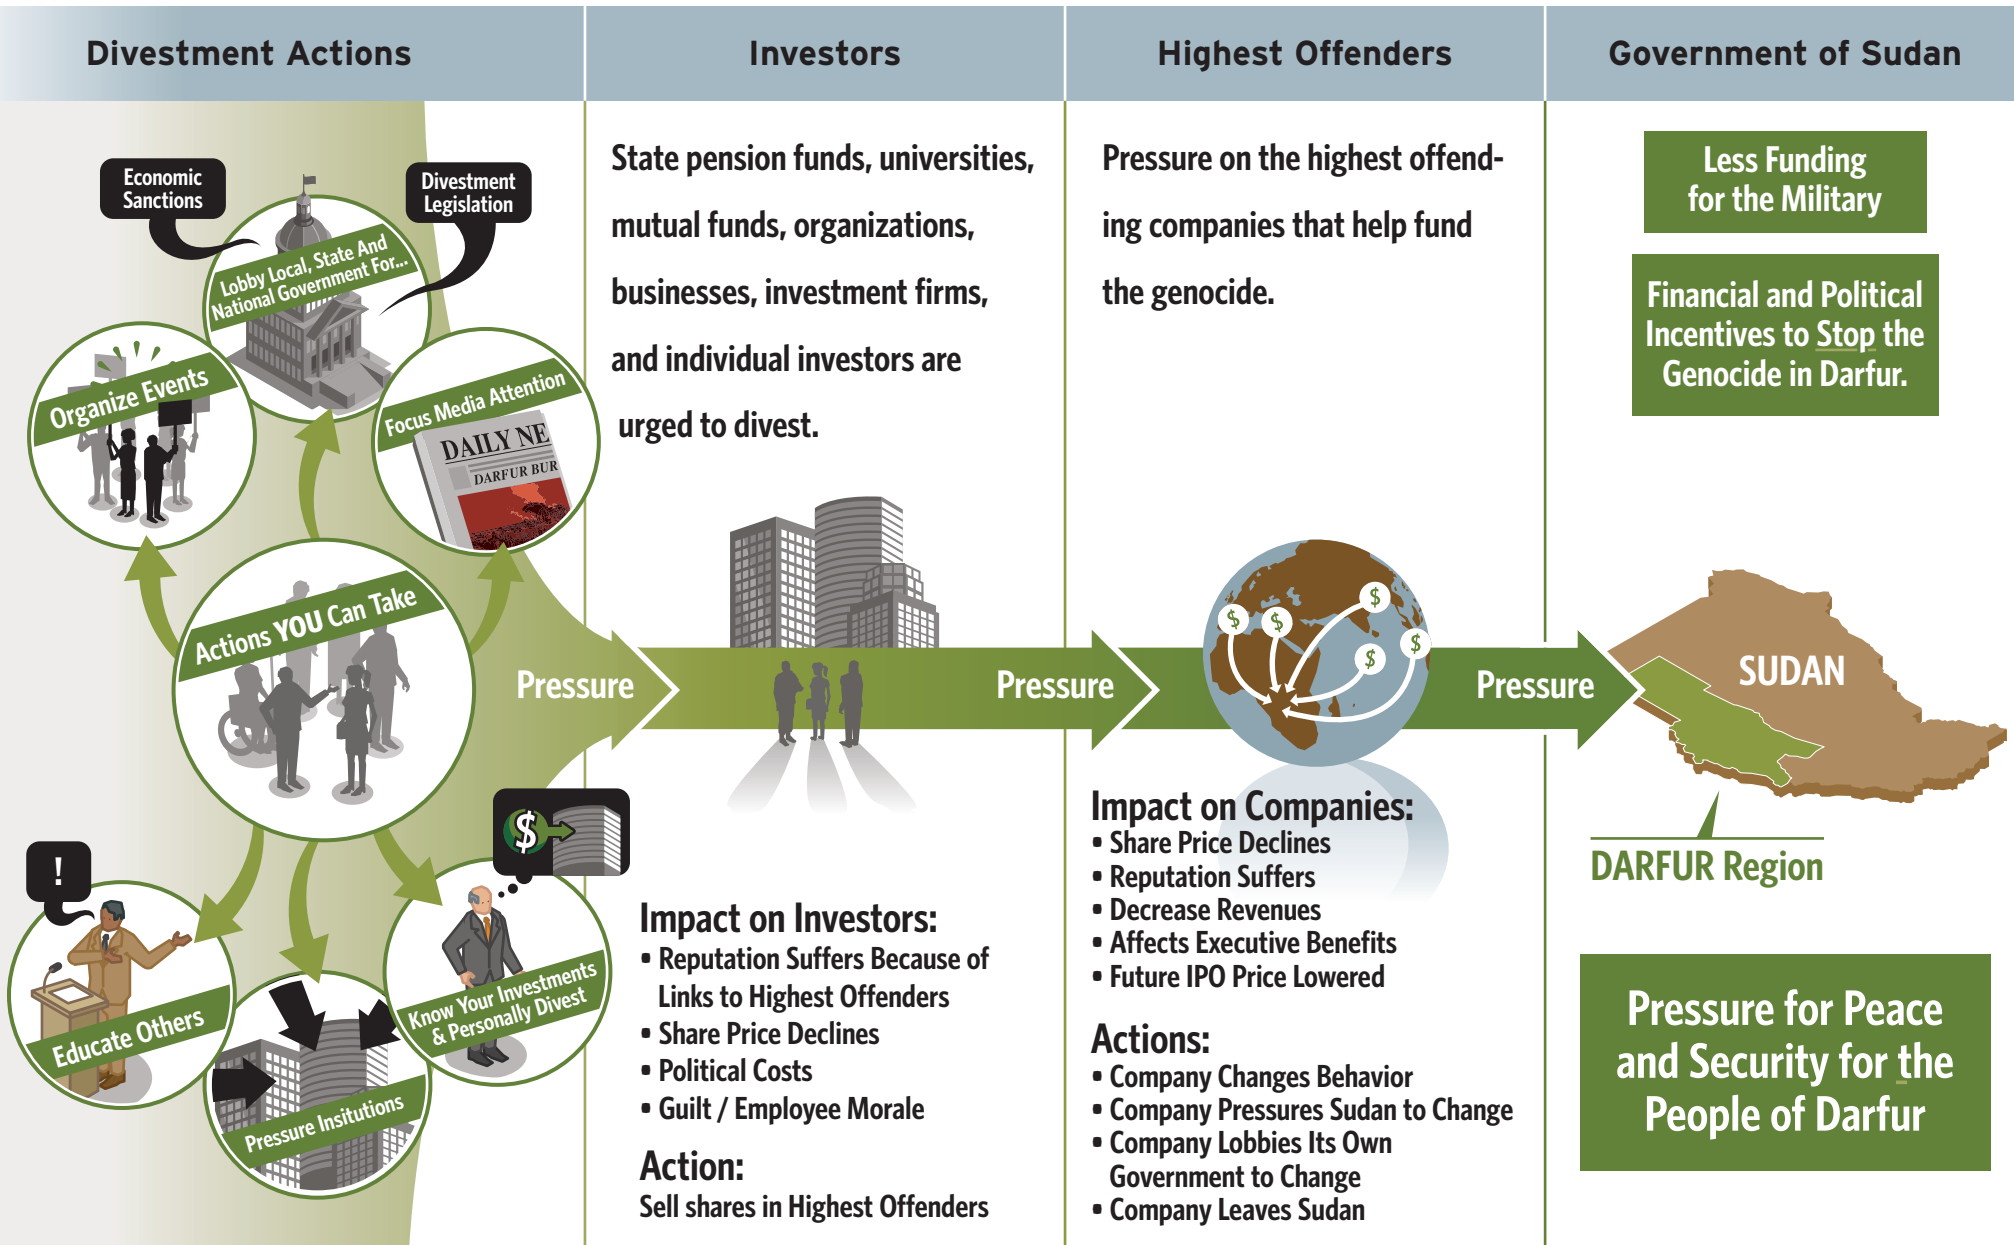 Divestment Actions
Investors
Highest Offenders
Government of Sudan
Economic
Sanctions
Divestment
Legislation
Lobby Local, State And
National Government For...
Organize Events
Focus Media Attention
DAILY NE
DARFUR BUR
Actions YOU Can Take
!
Educate Others
Pressure Insitutions
$
Know Your Investments
& Personally Divest
Pressure
State pension funds, universities,
mutual funds, organizations,
businesses, investment firms,
and individual investors are
urged to divest.
Pressure
Impact on Investors:
• Reputation Suffers Because of
Links to Highest Offenders
• Share Price Declines
• Political Costs
• Guilt / Employee Morale
Action:
Sell shares in Highest Offenders
Pressure on the highest offend-
ing companies that help fund
the genocide.
$
$
$
$
$
Pressure
Impact on Companies:
• Share Price Declines
• Reputation Suffers
• Decrease Revenues
• Affects Executive Benefits
• Future IPO Price Lowered
Actions:
• Company Changes Behavior
• Company Pressures Sudan to Change
• Company Lobbies Its Own
Government to Change
• Company Leaves Sudan
Less Funding
for the Military
Financial and Political
Incentives to Stop the
Genocide in Darfur.
SUDAN
DARFUR Region
Pressure for Peace
and Security for the
People of Darfur